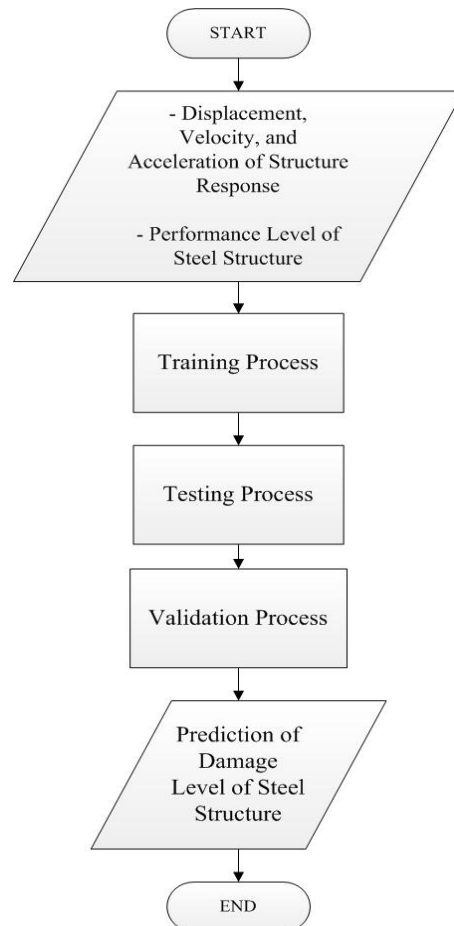 START
- Displacement,
Velocity, and
Acceleration of Structure
Response
- Performance Level of
Steel Structure
Training Process
Testing Process
Validation Process
Prediction of
Damage
Level of Steel
Structure
END